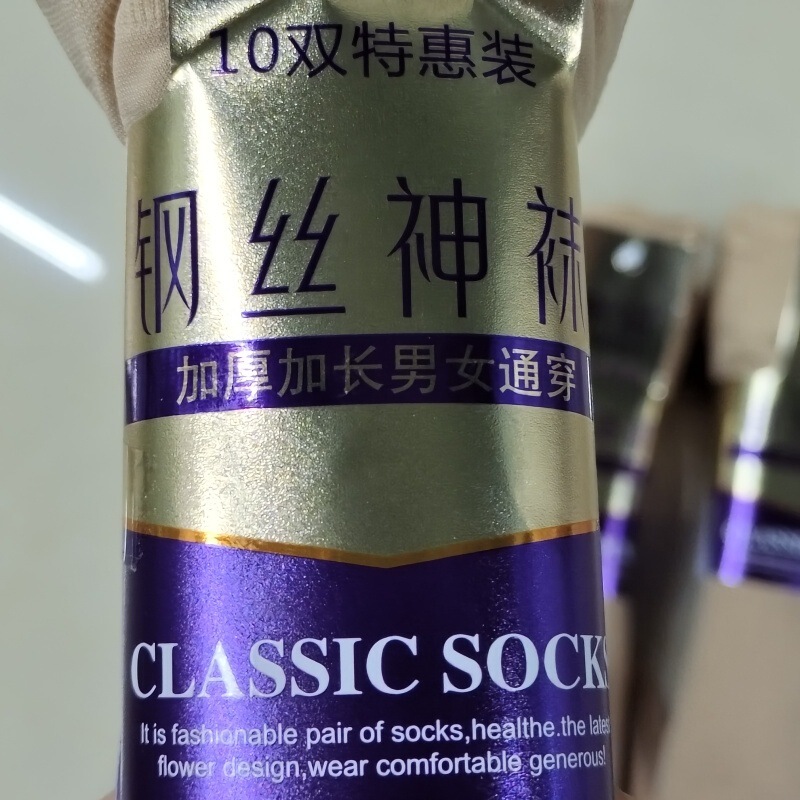 10双特惠装
钢丝神袜
加厚加长男女通穿
CLASSIC SOCKS
It is fashionable pair of socks,healthe.the latest
flower design,wear comfortable generous!